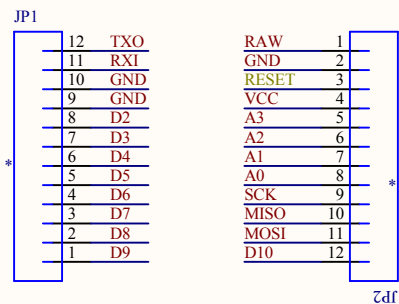 JP1
12 TXO RAW 1
11 RXI GND 2
10 GND RESET 3
9 GND VCC 4
8 D2 A3 5
7 D3 A2 6
6 D4 A1 7
5 D5 A0 8
4 D6 SCK 9
3 D7 MISO 10
2 D8 MOSI 11
1 D9 D10 12
* *
JP2